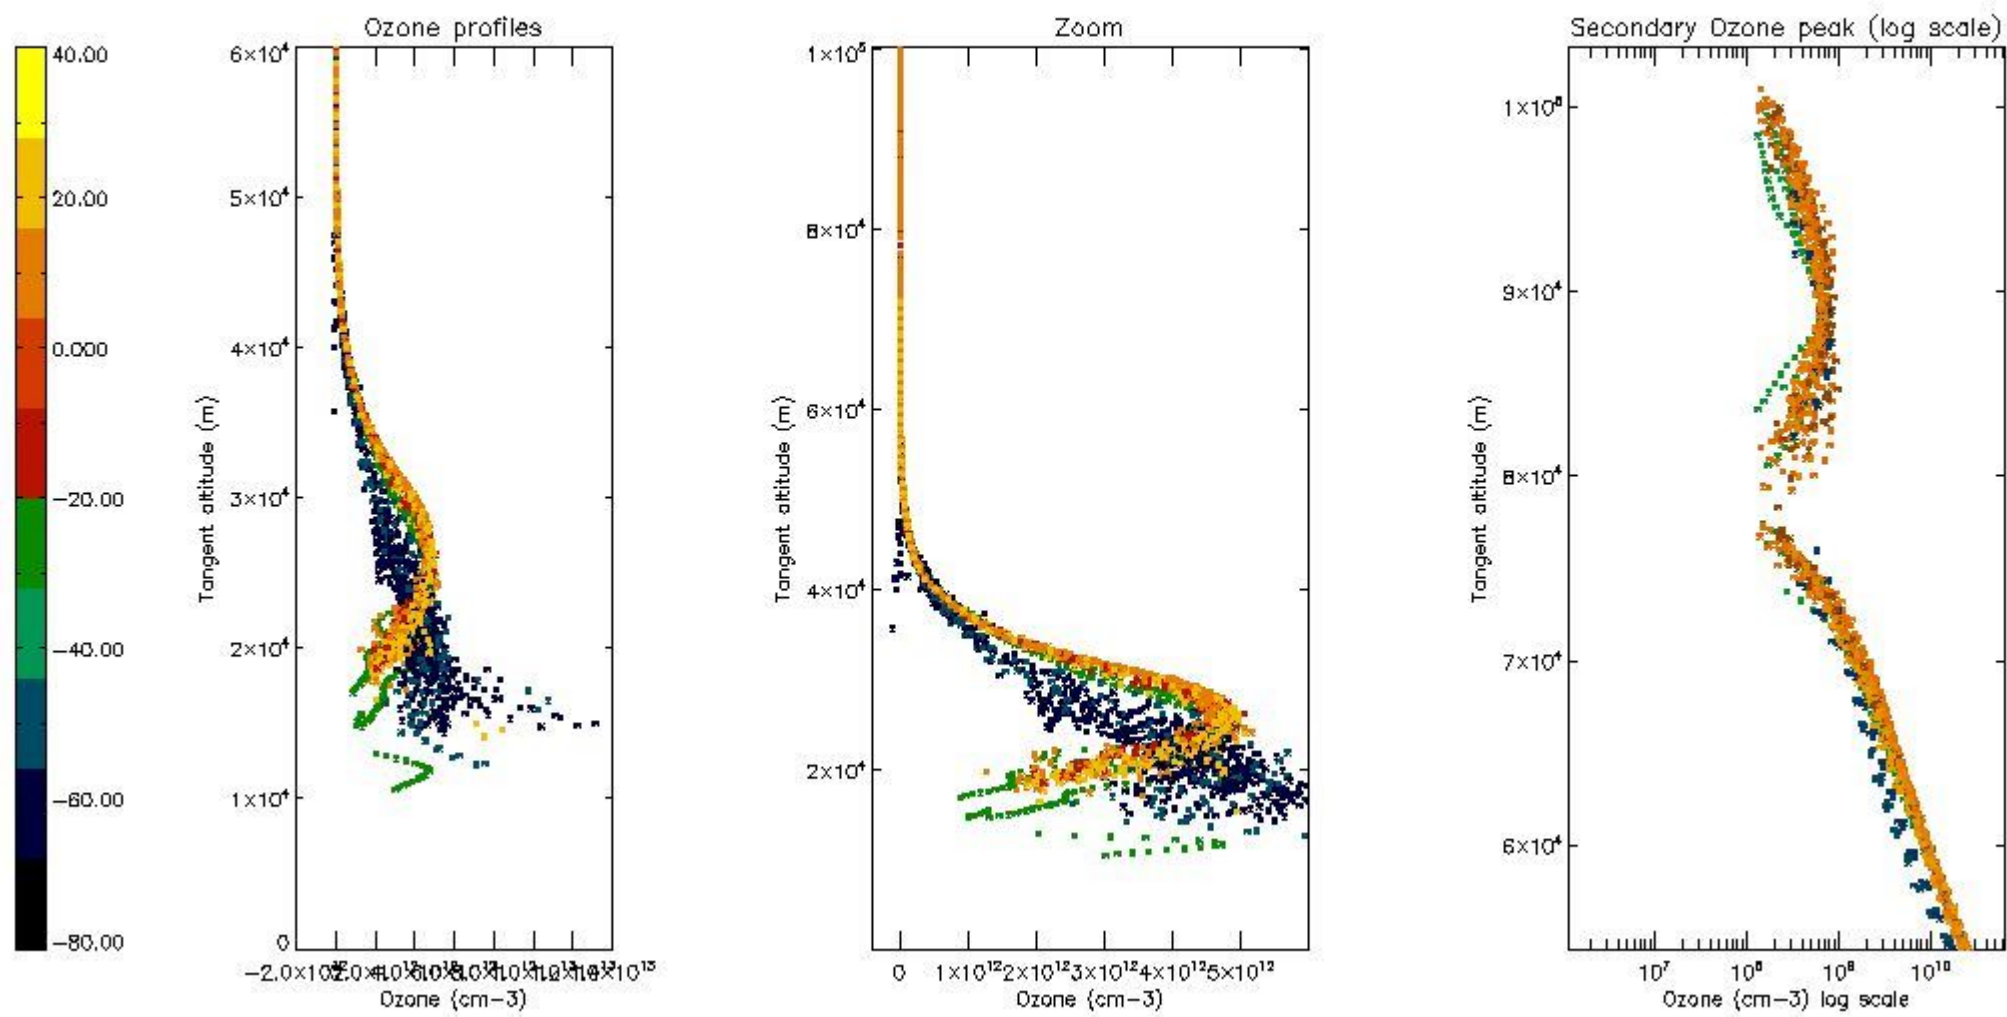 Ozone profiles
Zoom
Secondary Ozone peak (log scale)
40.00
20.00
0.000
−20.00
−40.00
−60.00
−80.00
6×10⁴
5×10⁴
4×10⁴
3×10⁴
2×10⁴
1×10⁴
0
Tangent altitude (m)
Ozone (cm−3)
1×10⁵
8×10⁴
6×10⁴
4×10⁴
2×10⁴
Tangent altitude (m)
0 1×10¹² 2×10¹² 3×10¹² 4×10¹² 5×10¹²
Ozone (cm−3)
9×10⁴
8×10⁴
7×10⁴
6×10⁴
Tangent altitude (m)
10⁷ 10⁹ 10¹⁰
Ozone (cm−3) log scale